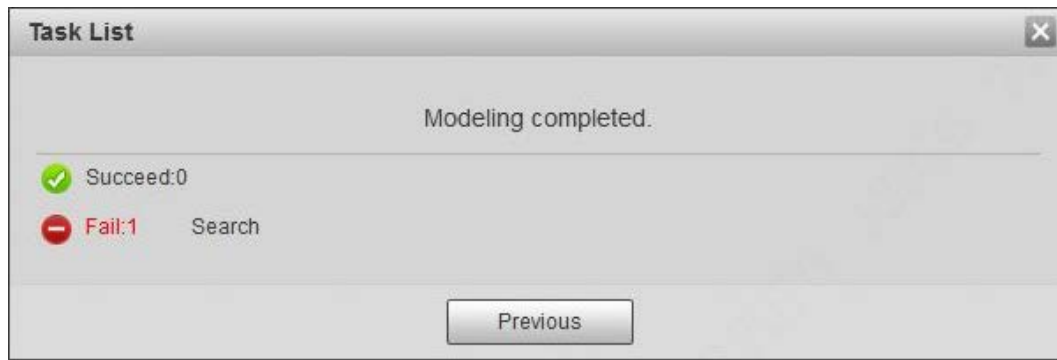 Task List
Modeling completed.
Succeed:0
Fail:1 Search
Previous